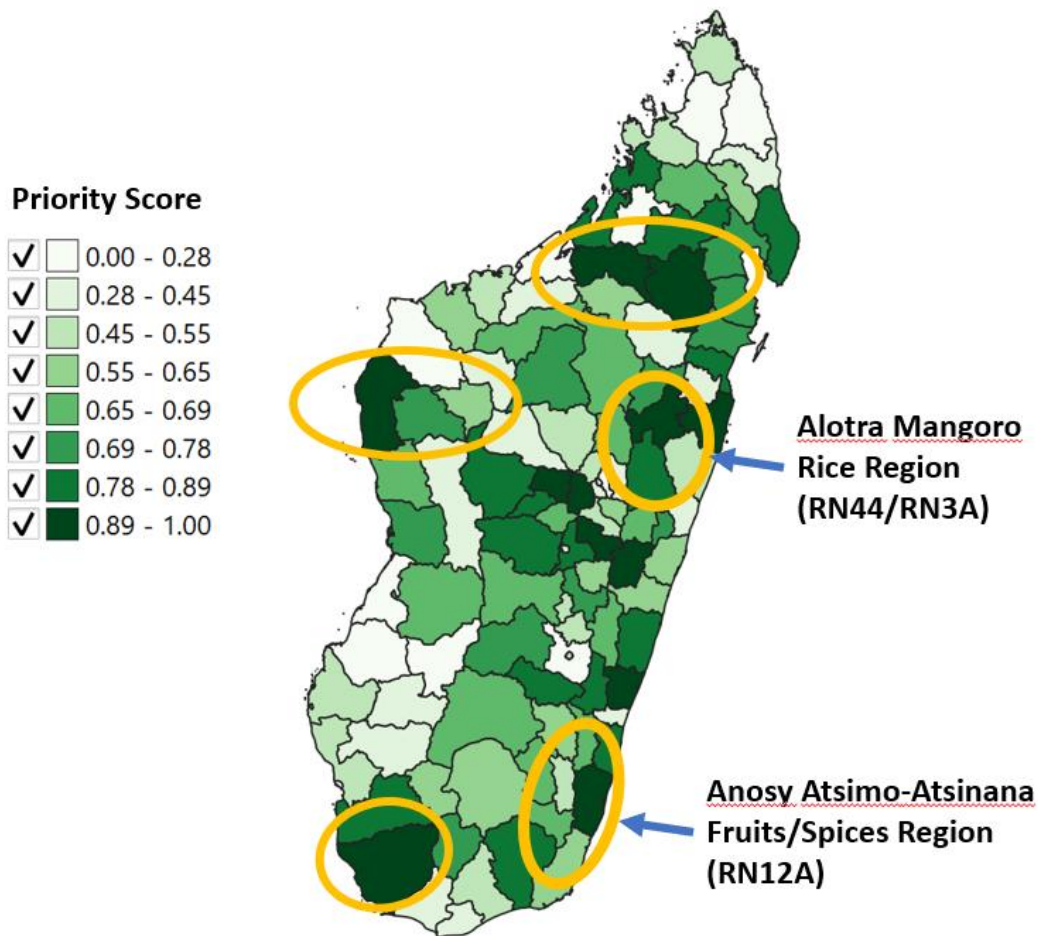 Priority Score
0.00 - 0.28
0.28 - 0.45
0.45 - 0.55
0.55 - 0.65
0.65 - 0.69
0.69 - 0.78
0.78 - 0.89
0.89 - 1.00
Alotra Mangoro
Rice Region
(RN44/RN3A)
Anosy Atsimo-Atsinana
Fruits/Spices Region
(RN12A)